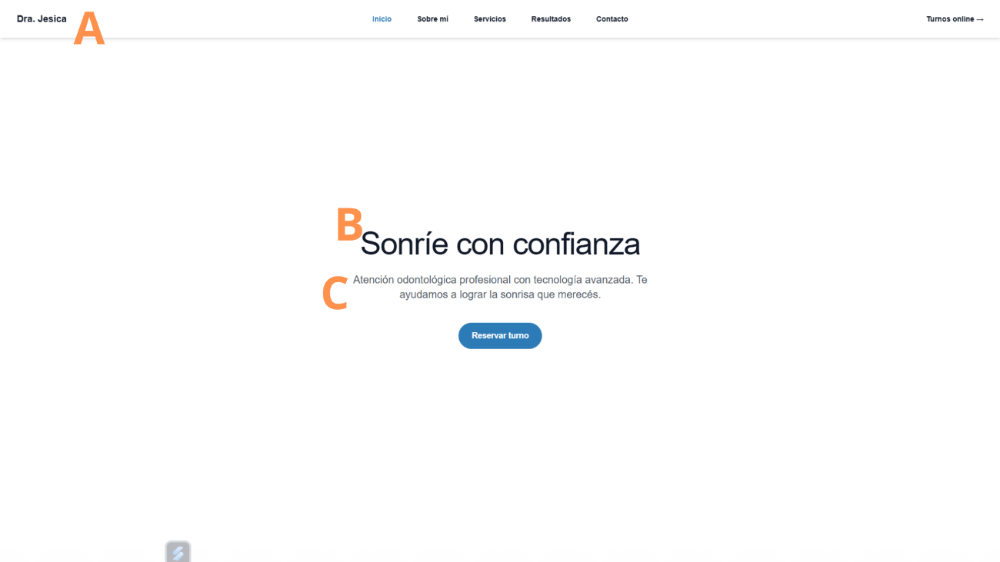 Dra. Jesica
A
Inicio
Sobre mí
Servicios
Resultados
Contacto
Turnos online →
B
Sonríe con confianza
C
Atención odontológica profesional con tecnología avanzada. Te
ayudamos a lograr la sonrisa que merecés.
Reservar turno